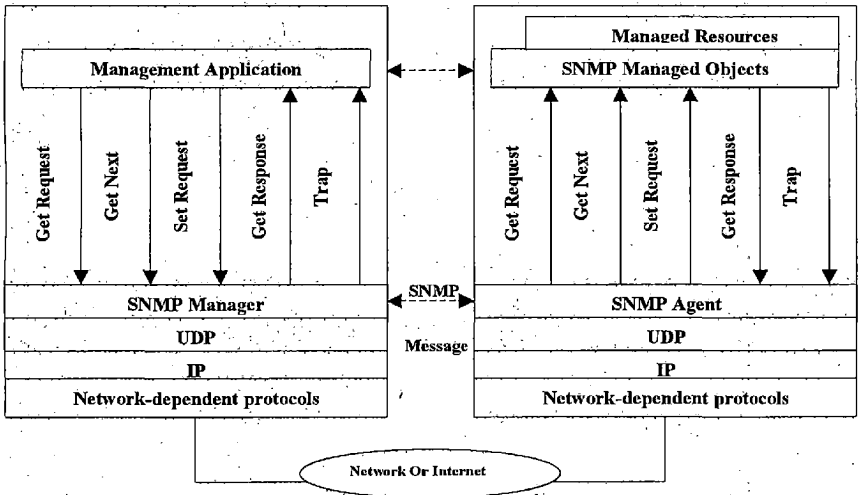 Managed Resources
Management Application
SNMP Managed Objects
Get Request
Get Next
Set Request
Get Response
Trap
Get Request
Get Next
Set Request
Get Response
Trap
SNMP Manager
SNMP
SNMP Agent
UDP
Message
UDP
IP
IP
Network-dependent protocols
Network-dependent protocols
Network Or Internet